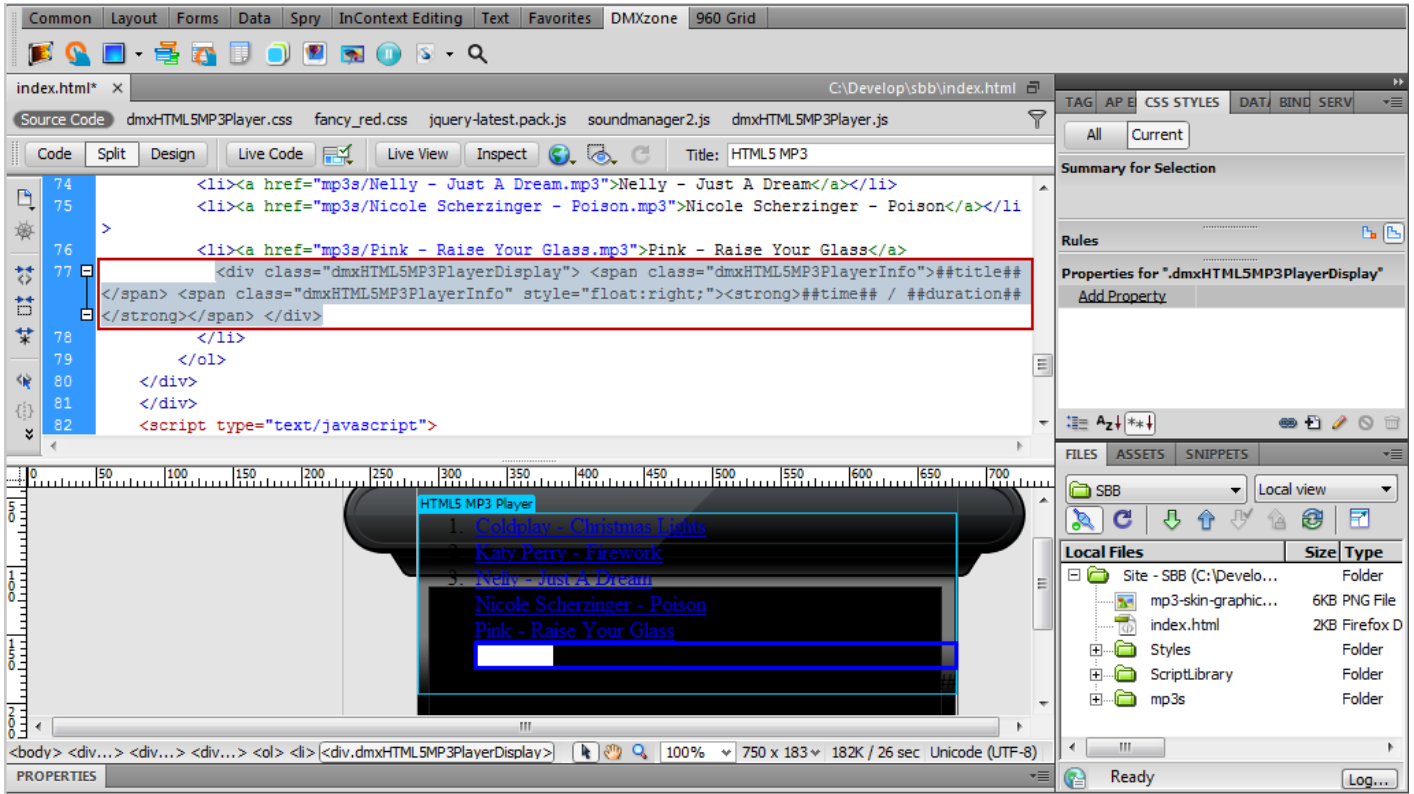 Common Layout Forms Data Spry InContext Editing Text Favorites DMXzone 960 Grid
index.html* × C:\Develop\sbb\index.html
Source Code dmxHTML5MP3Player.css fancy_red.css jquery-latest.pack.js soundmanager2.js dmxHTML5MP3Player.js
Code Split Design Live Code Live View Inspect Title: HTML5 MP3
74 <li><a href="mp3s/Nelly - Just A Dream.mp3">Nelly - Just A Dream</a></li>
75 <li><a href="mp3s/Nicole Scherzinger - Poison.mp3">Nicole Scherzinger - Poison</a></li
>
76 <li><a href="mp3s/Pink - Raise Your Glass.mp3">Pink - Raise Your Glass</a>
77 <div class="dmxHTML5MP3PlayerDisplay"> <span class="dmxHTML5MP3PlayerInfo">##title##
</span> <span class="dmxHTML5MP3PlayerInfo" style="float:right;"><strong>##time## / ##duration##
</strong></span> </div>
78 </li>
79 </ol>
80 </div>
81 </div>
82 <script type="text/javascript">
0 50 100 150 200 250 300 350 400 450 500 550 600 650 700
50
100
150
200
HTML5 MP3 Player
1. Coldplay - Christmas Lights
2. Katy Perry - Firework
3. Nelly - Just A Dream
Nicole Scherzinger - Poison
Pink - Raise Your Glass
<body> <div...> <div...> <div...> <ol> <li> <div.dmxHTML5MP3PlayerDisplay> 100% 750 x 183 182K / 26 sec Unicode (UTF-8)
PROPERTIES
TAG AP E CSS STYLES DATA BIND SERV
All Current
Summary for Selection
Rules
Properties for ".dmxHTML5MP3PlayerDisplay"
Add Property
FILES ASSETS SNIPPETS
SBB Local view
Local Files Size Type
Site - SBB (C:\Develo... Folder
mp3-skin-graphic... 6KB PNG File
index.html 2KB Firefox D
Styles Folder
ScriptLibrary Folder
mp3s Folder
Ready Log...